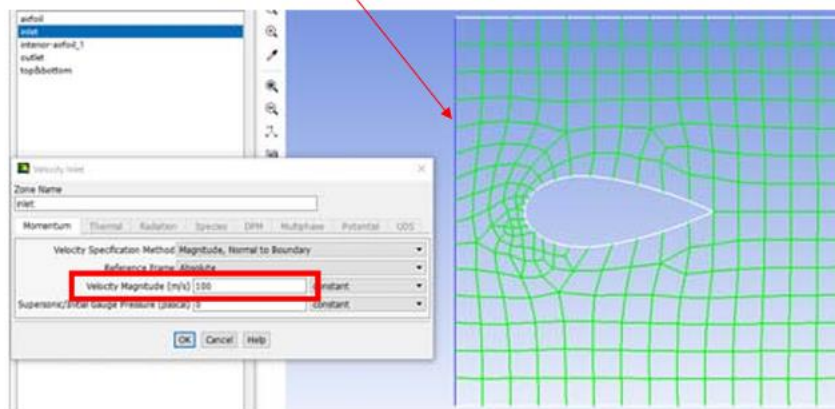 airfoil
inlet
interior-airfoil_1
outlet
top&bottom
Velocity Inlet
Zone Name
inlet
Momentum Thermal Radiation Species DPM Multiphase Potential UDS
Velocity Specification Method Magnitude, Normal to Boundary
Reference Frame Absolute
Velocity Magnitude (m/s) 100 constant
Supersonic/Initial Gauge Pressure (pascal) 0 constant
OK Cancel Help